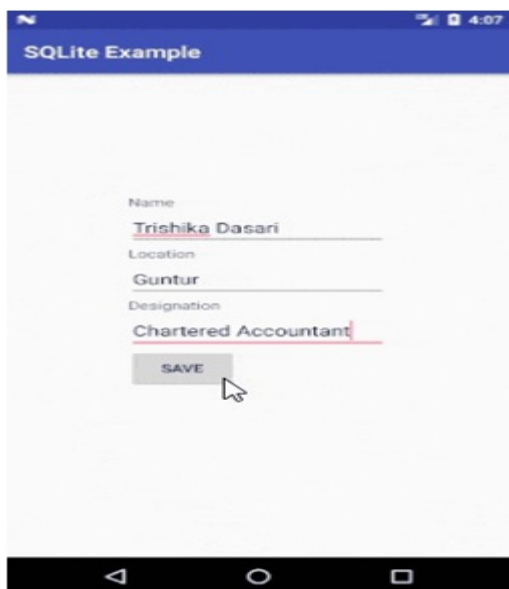 4:07
SQLite Example
Name
Trishika Dasari
Location
Guntur
Designation
Chartered Accountant
SAVE